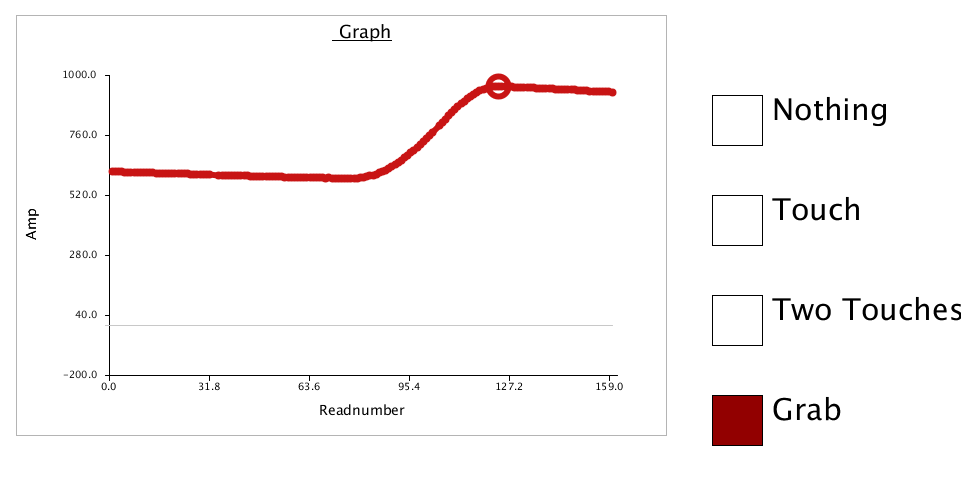 Graph
1000.0
760.0
520.0
280.0
40.0
-200.0
Amp
0.0 31.8 63.6 95.4 127.2 159.0
Readnumber
Nothing
Touch
Two Touches
Grab